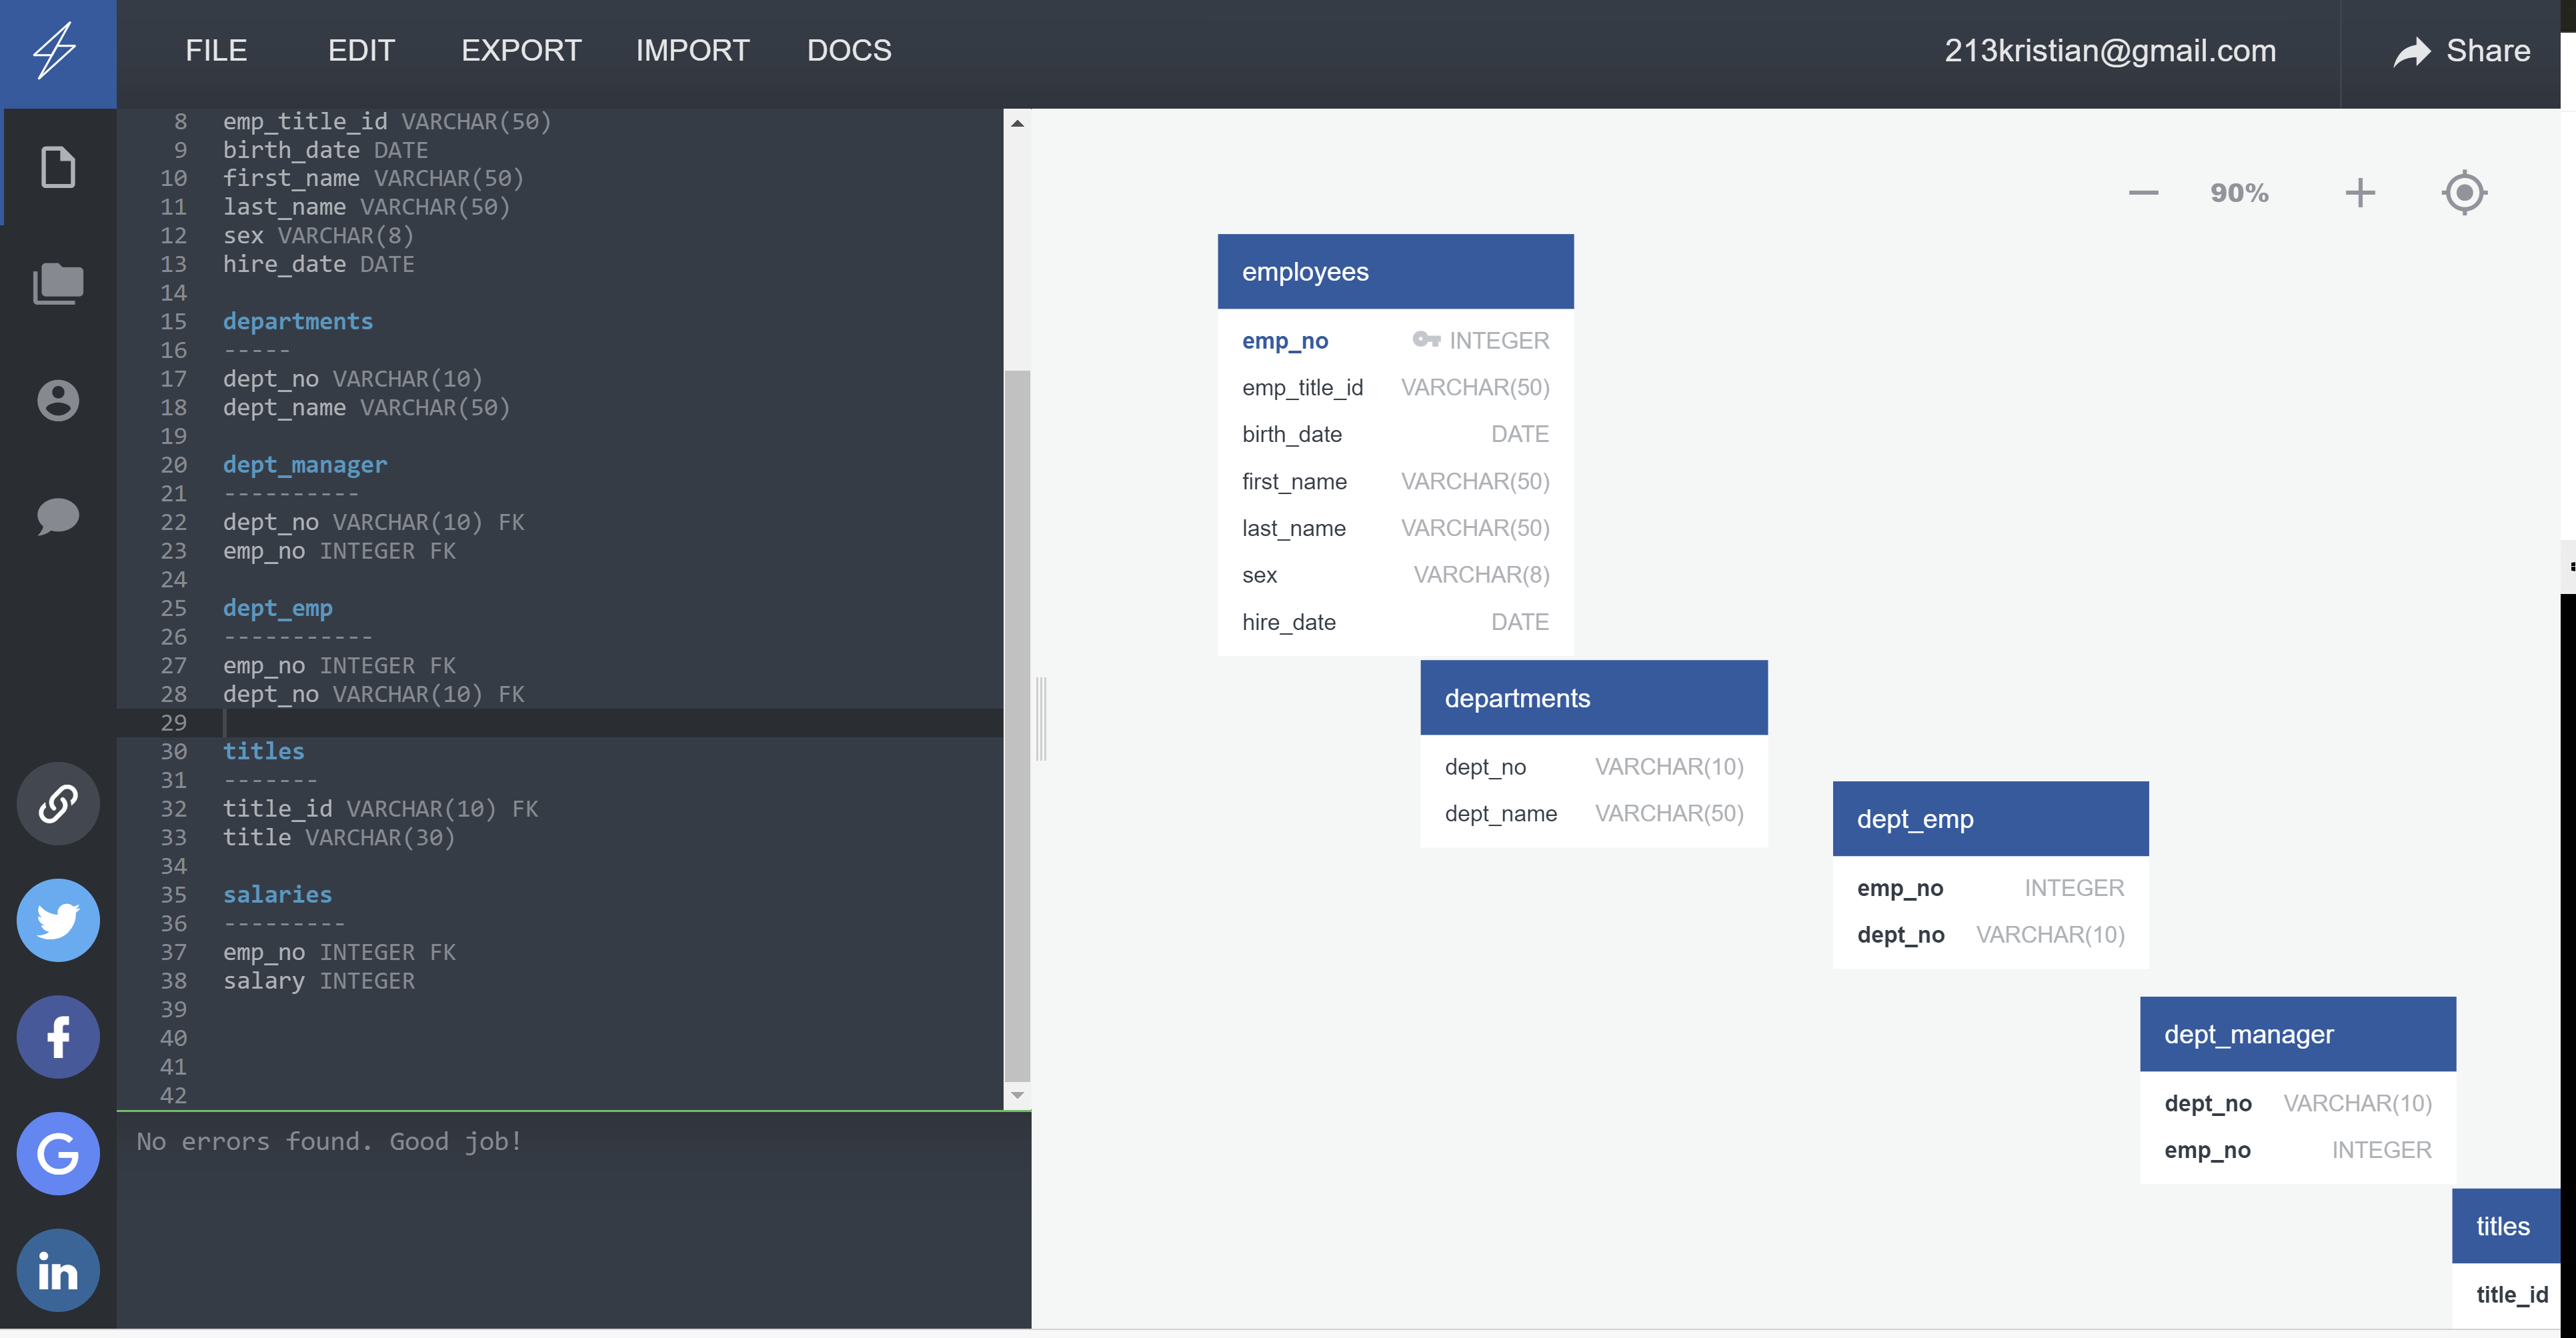 FILE EDIT EXPORT IMPORT DOCS 213kristian@gmail.com Share
8 emp_title_id VARCHAR(50)
9 birth_date DATE
10 first_name VARCHAR(50)
11 last_name VARCHAR(50)
12 sex VARCHAR(8)
13 hire_date DATE
14
15 departments
16 -----
17 dept_no VARCHAR(10)
18 dept_name VARCHAR(50)
19
20 dept_manager
21 ----------
22 dept_no VARCHAR(10) FK
23 emp_no INTEGER FK
24
25 dept_emp
26 -----------
27 emp_no INTEGER FK
28 dept_no VARCHAR(10) FK
29
30 titles
31 -------
32 title_id VARCHAR(10) FK
33 title VARCHAR(30)
34
35 salaries
36 ---------
37 emp_no INTEGER FK
38 salary INTEGER
39
40
41
42
No errors found. Good job!
90%
employees
emp_no INTEGER
emp_title_id VARCHAR(50)
birth_date DATE
first_name VARCHAR(50)
last_name VARCHAR(50)
sex VARCHAR(8)
hire_date DATE
departments
dept_no VARCHAR(10)
dept_name VARCHAR(50)
dept_emp
emp_no INTEGER
dept_no VARCHAR(10)
dept_manager
dept_no VARCHAR(10)
emp_no INTEGER
titles
title_id